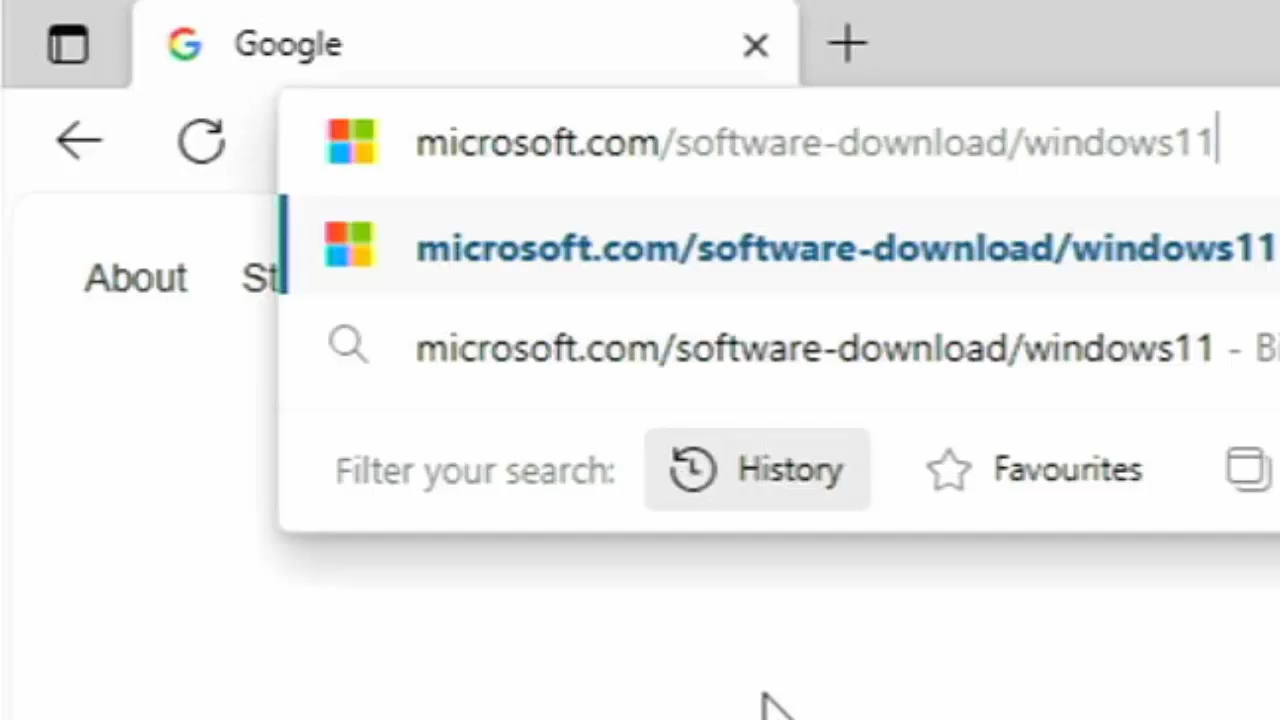 Google
microsoft.com/software-download/windows11
microsoft.com/software-download/windows11
About
microsoft.com/software-download/windows11 -
Filter your search: History Favourites